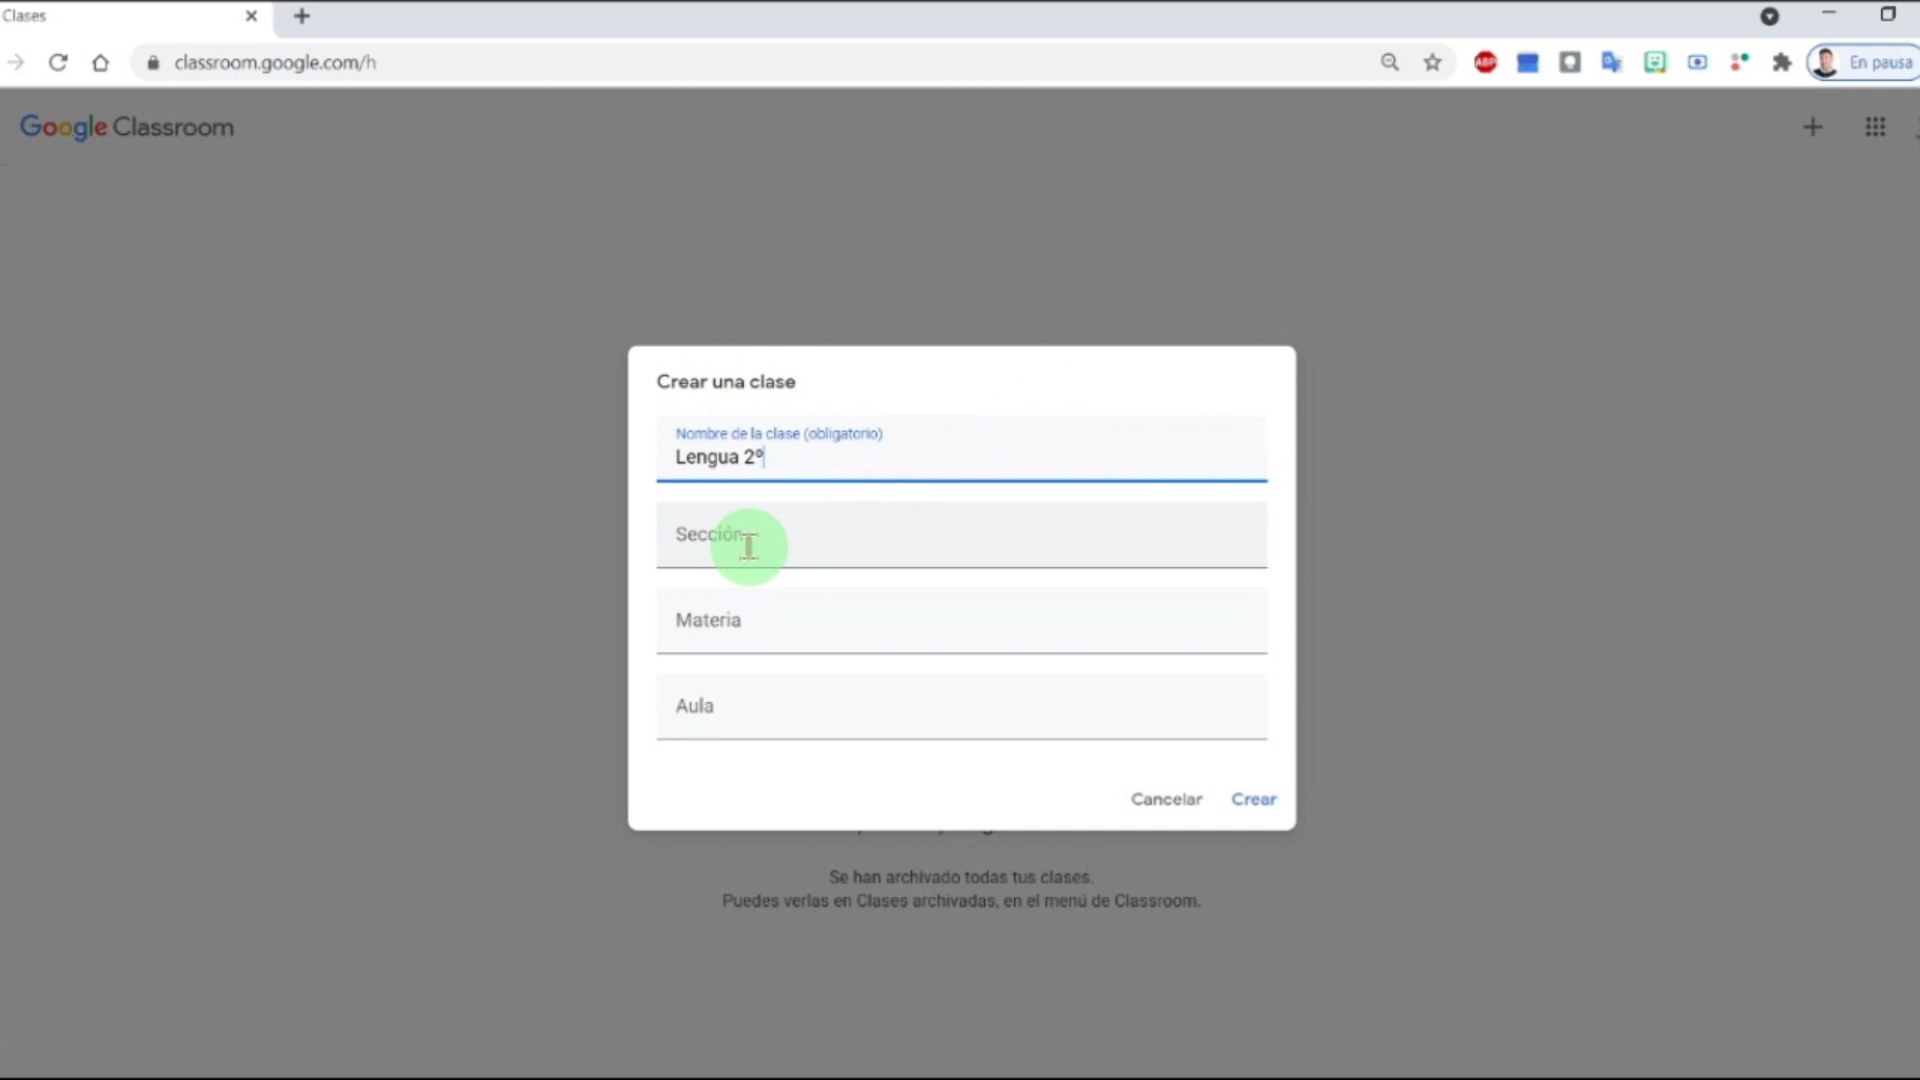 Clases
classroom.google.com/h
ABP
En pausa
Google Classroom
Crear una clase
Nombre de la clase (obligatorio)
Lengua 2º
Sección
Materia
Aula
Cancelar
Crear
Se han archivado todas tus clases.
Puedes verlas en Clases archivadas, en el menú de Classroom.